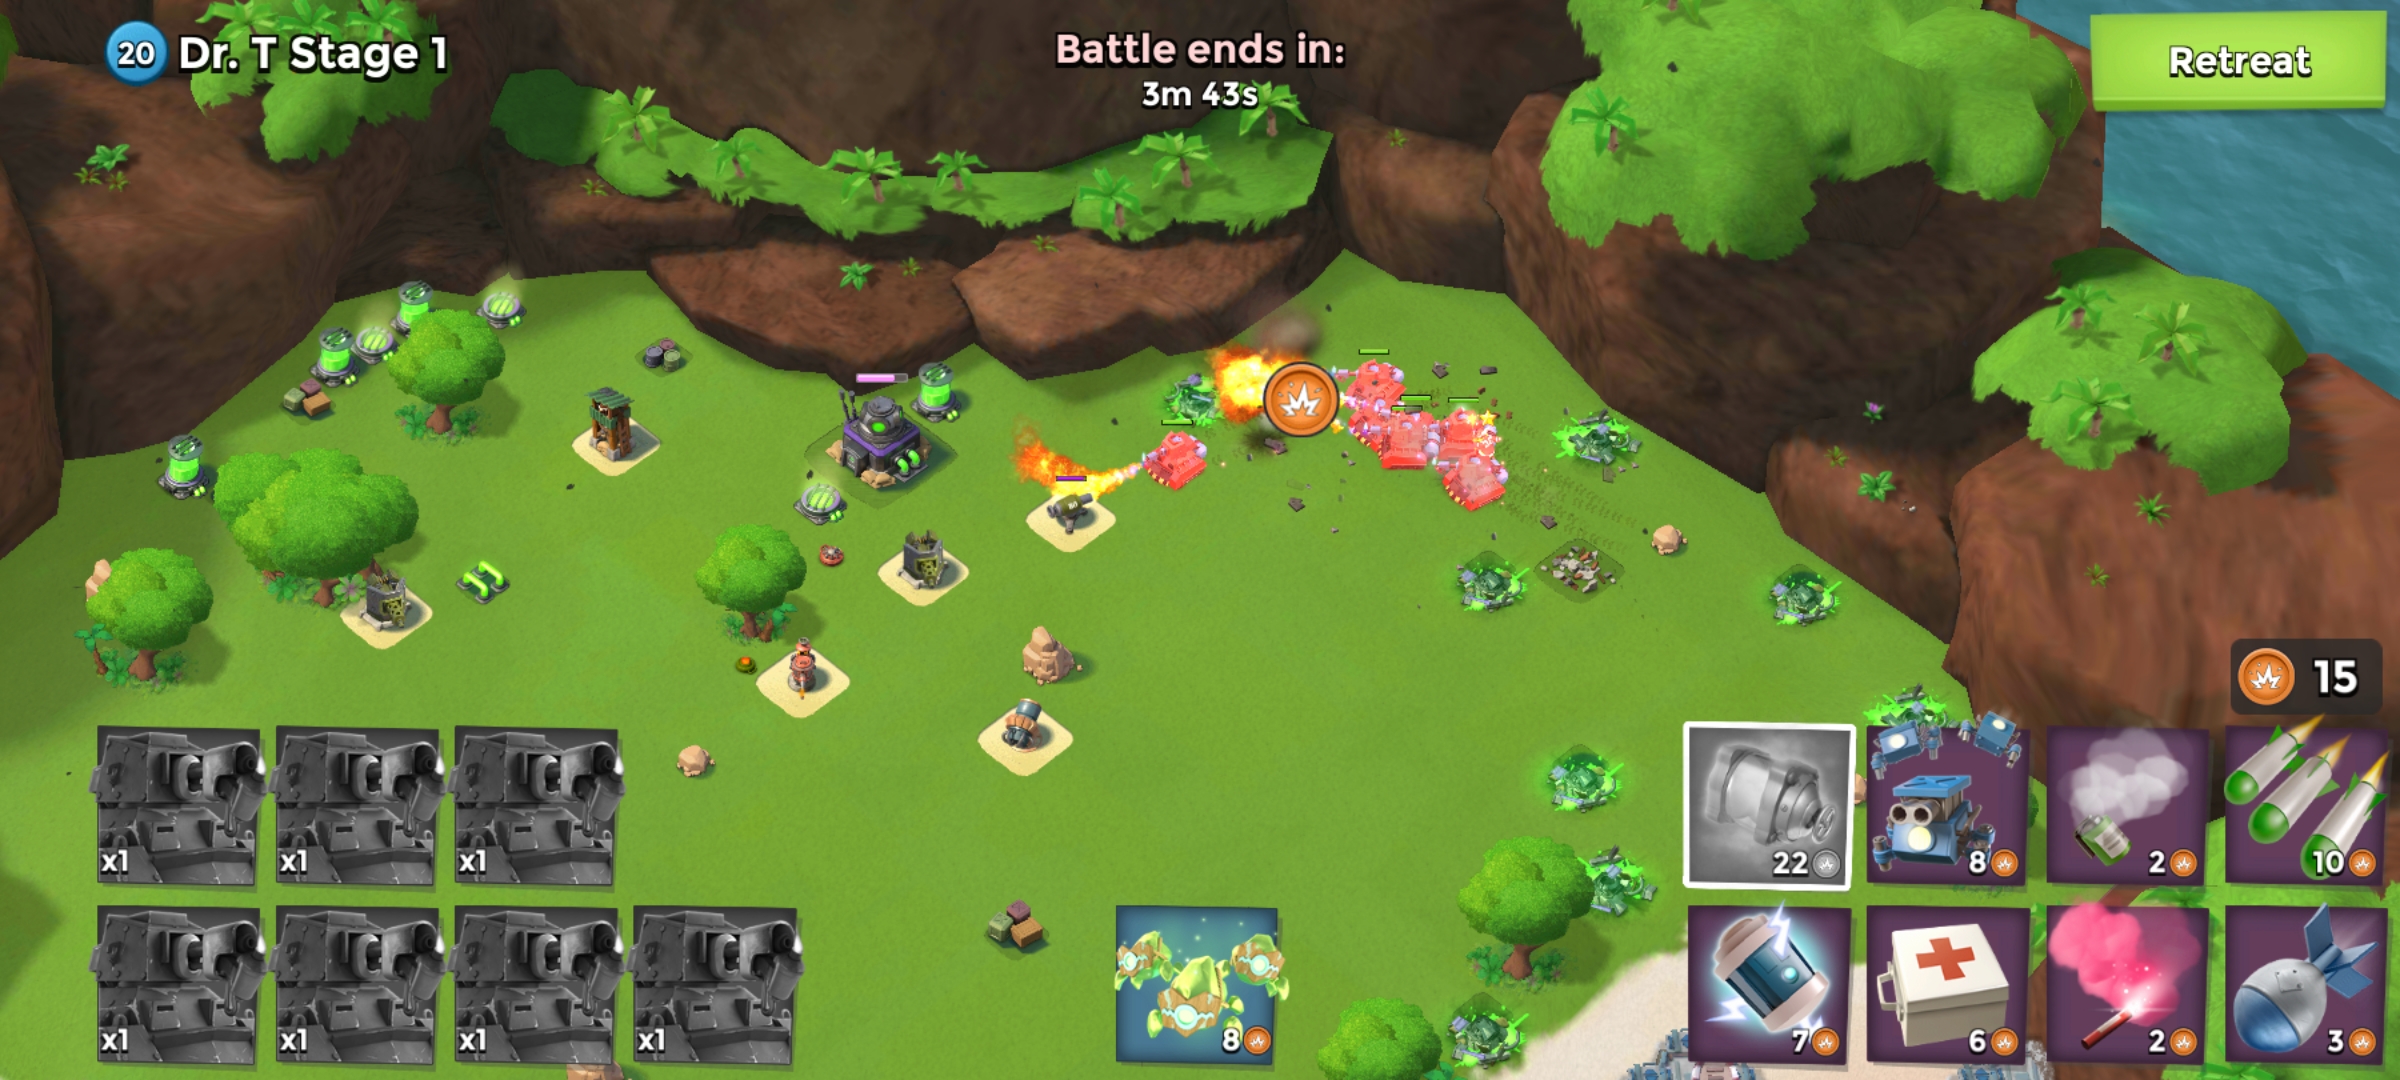 20 Dr. T Stage 1
Battle ends in:
3m 43s
Retreat
15
x1 x1 x1
22 8 2 10
x1 x1 x1 x1
8
7 6 2 3